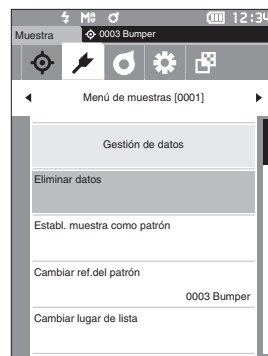 M 12:34
Muestra 0003 Bumper
Menú de muestras [0001]
Gestión de datos
Eliminar datos
Establ. muestra como patrón
Cambiar ref.del patrón
0003 Bumper
Cambiar lugar de lista